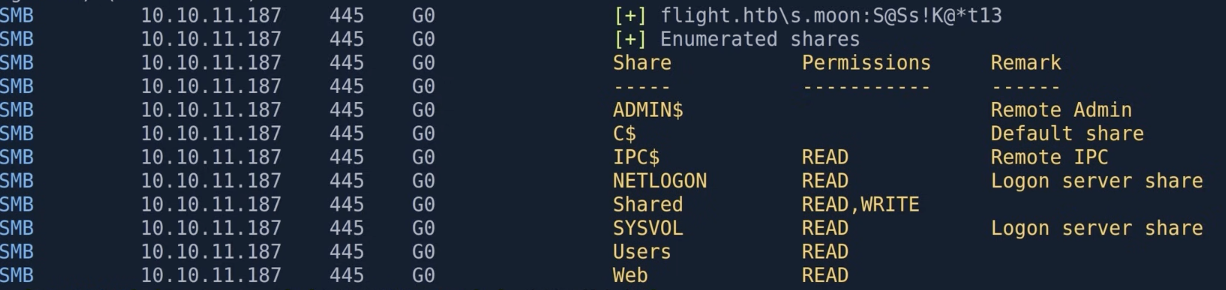 SMB 10.10.11.187 445 G0 [+] flight.htb\s.moon:S@Ss!K@*t13
SMB 10.10.11.187 445 G0 [+] Enumerated shares
SMB 10.10.11.187 445 G0 Share Permissions Remark
SMB 10.10.11.187 445 G0 ----- ----------- ------
SMB 10.10.11.187 445 G0 ADMIN$ Remote Admin
SMB 10.10.11.187 445 G0 C$ Default share
SMB 10.10.11.187 445 G0 IPC$ READ Remote IPC
SMB 10.10.11.187 445 G0 NETLOGON READ Logon server share
SMB 10.10.11.187 445 G0 Shared READ,WRITE
SMB 10.10.11.187 445 G0 SYSVOL READ Logon server share
SMB 10.10.11.187 445 G0 Users READ
SMB 10.10.11.187 445 G0 Web READ